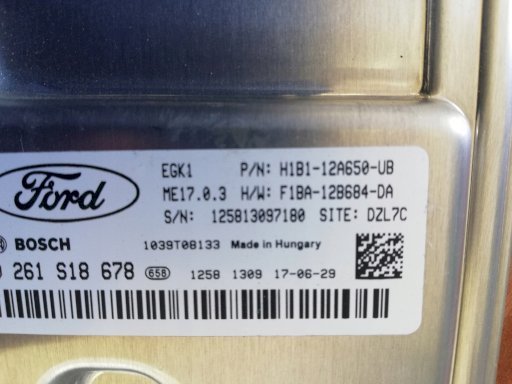 Ford
EGK1 P/N: H1B1-12A650-UB
ME17.0.3 H/W: F1BA-12B684-DA
S/N: 125813097180 SITE: DZL7C
BOSCH 1039T08133 Made in Hungary
261 S18 678 658 1258 1309 17-06-29